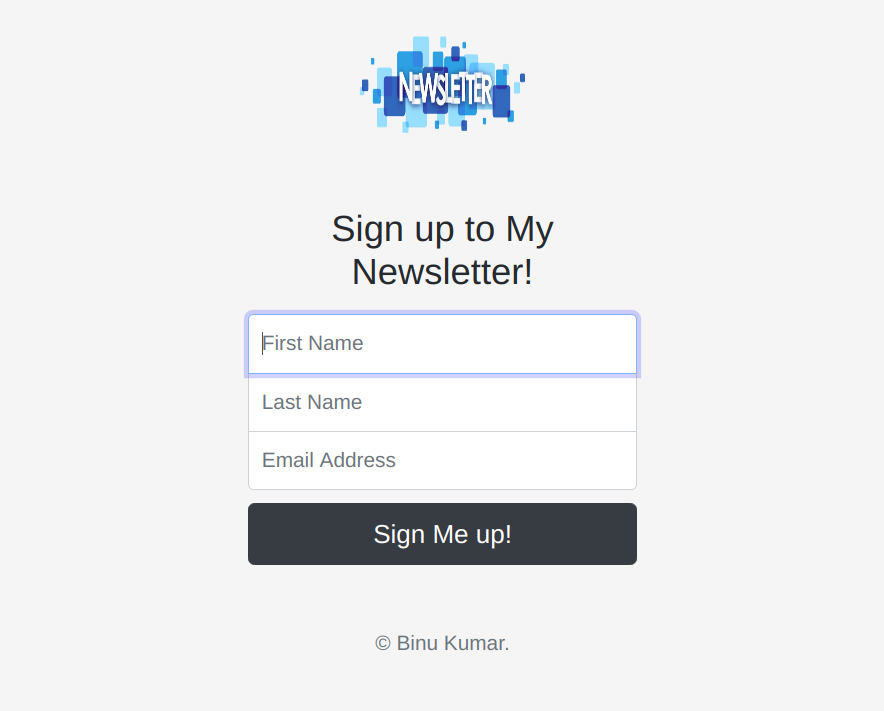 NEWSLETTER
Sign up to My
Newsletter!
First Name
Last Name
Email Address
Sign Me up!
© Binu Kumar.